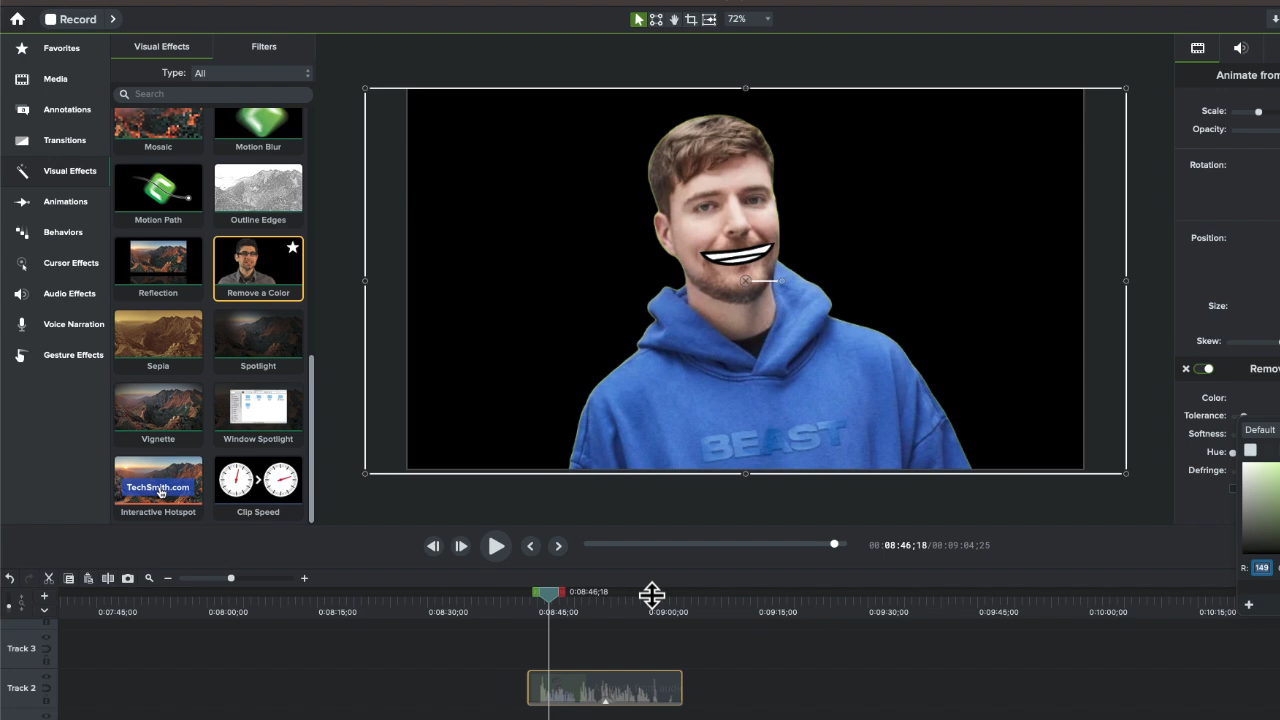 Record
72%
Favorites
Media
Annotations
Transitions
Visual Effects
Animations
Behaviors
Cursor Effects
Audio Effects
Voice Narration
Gesture Effects
Visual Effects
Filters
Type:
All
Search
Mosaic
Motion Blur
Motion Path
Outline Edges
Reflection
Remove a Color
Sepia
Spotlight
Vignette
Window Spotlight
TechSmith.com
Interactive Hotspot
Clip Speed
BEAST
Animate from
Scale:
Opacity:
Rotation:
Position:
Size:
Skew:
Remov
Color:
Tolerance:
Softness:
Hue:
Defringe:
Default
R: 149
00:08:46;18/00:09:04;25
0:08:46;18
0:07:45;00
0:08:00;00
0:08:15;00
0:08:30;00
0:08:45;00
0:09:00;00
0:09:15;00
0:09:30;00
0:09:45;00
0:10:00;00
0:10:15;00
Track 3
Track 2